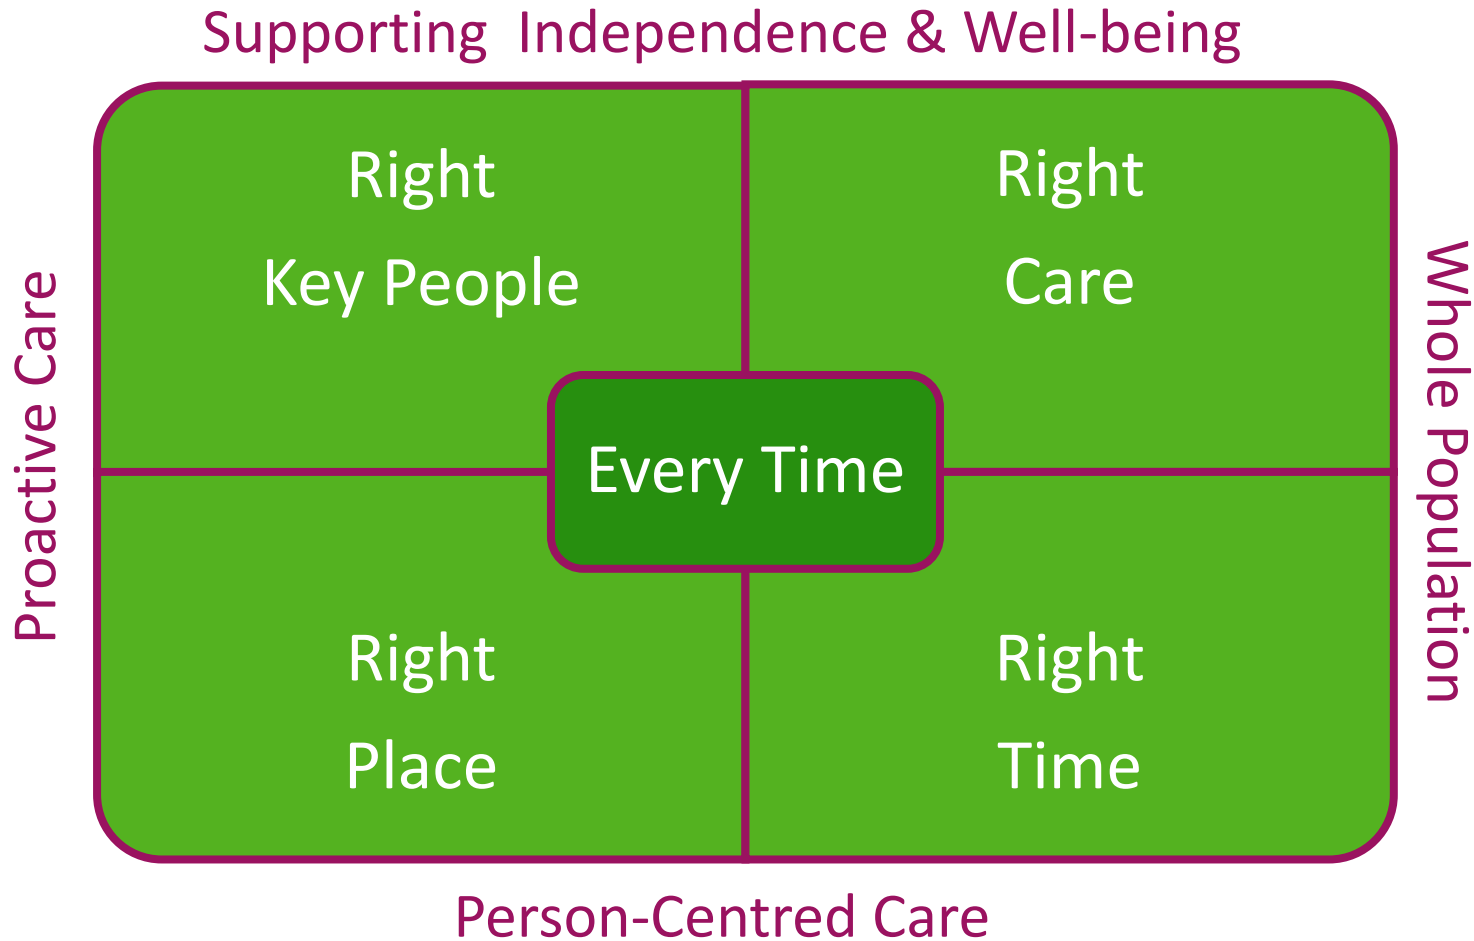 Supporting  Independence & Well-being
Right
Key People
Right
Care
Proactive Care
Every Time
Whole Population
Right
Place
Right
Time
Person-Centred Care